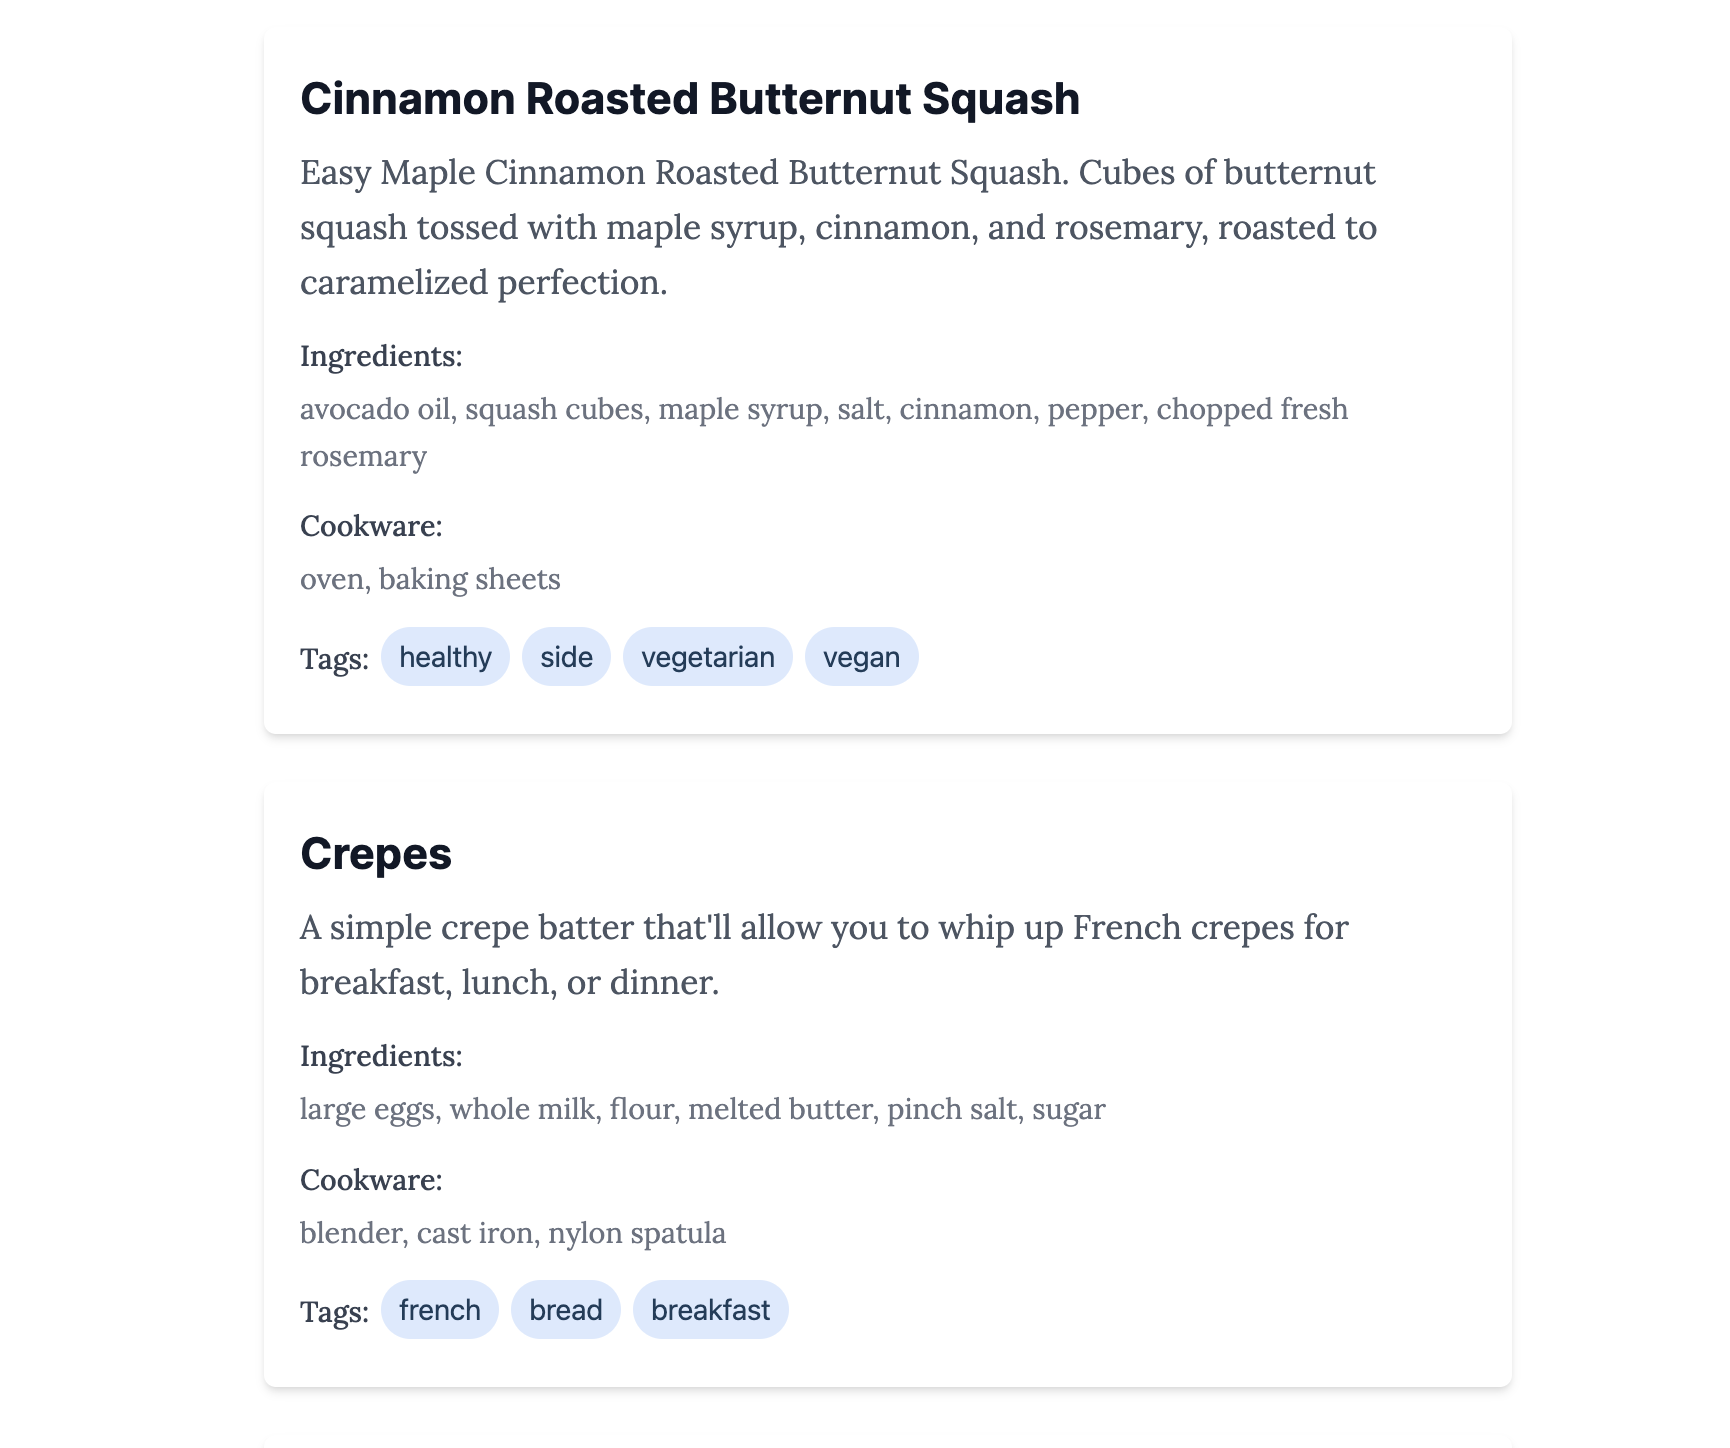 Cinnamon Roasted Butternut Squash
Easy Maple Cinnamon Roasted Butternut Squash. Cubes of butternut
squash tossed with maple syrup, cinnamon, and rosemary, roasted to
caramelized perfection.
Ingredients:
avocado oil, squash cubes, maple syrup, salt, cinnamon, pepper, chopped fresh
rosemary
Cookware:
oven, baking sheets
Tags: healthy side vegetarian vegan
Crepes
A simple crepe batter that'll allow you to whip up French crepes for
breakfast, lunch, or dinner.
Ingredients:
large eggs, whole milk, flour, melted butter, pinch salt, sugar
Cookware:
blender, cast iron, nylon spatula
Tags: french bread breakfast